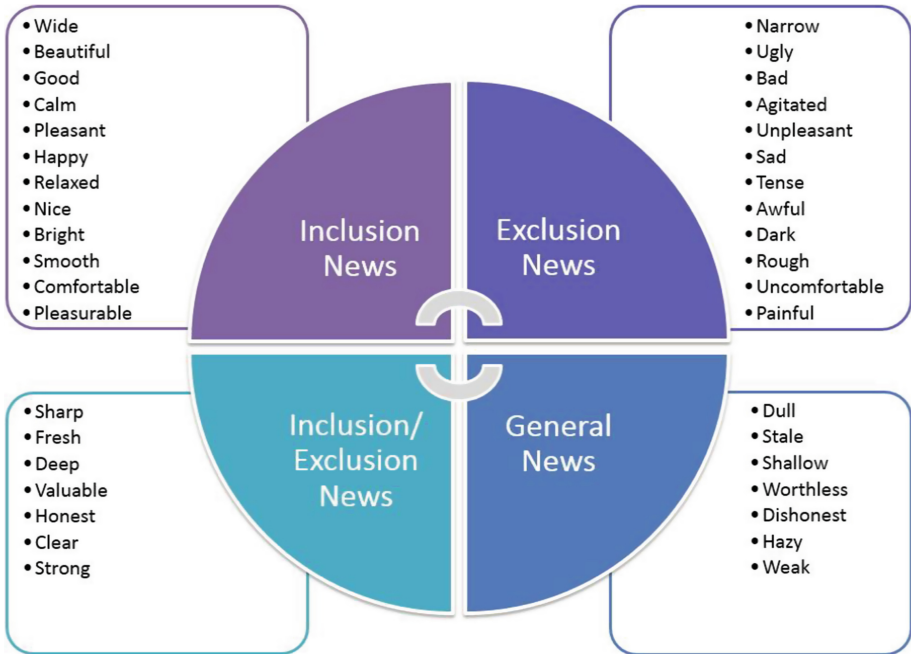 • Wide
• Beautiful
• Good
• Calm
• Pleasant
• Happy
• Relaxed
• Nice
• Bright
• Smooth
• Comfortable
• Pleasurable
• Narrow
• Ugly
• Bad
• Agitated
• Unpleasant
• Sad
• Tense
• Awful
• Dark
• Rough
• Uncomfortable
• Painful
Inclusion
News
Exclusion
News
Inclusion/
Exclusion
News
General
News
• Sharp
• Fresh
• Deep
• Valuable
• Honest
• Clear
• Strong
• Dull
• Stale
• Shallow
• Worthless
• Dishonest
• Hazy
• Weak